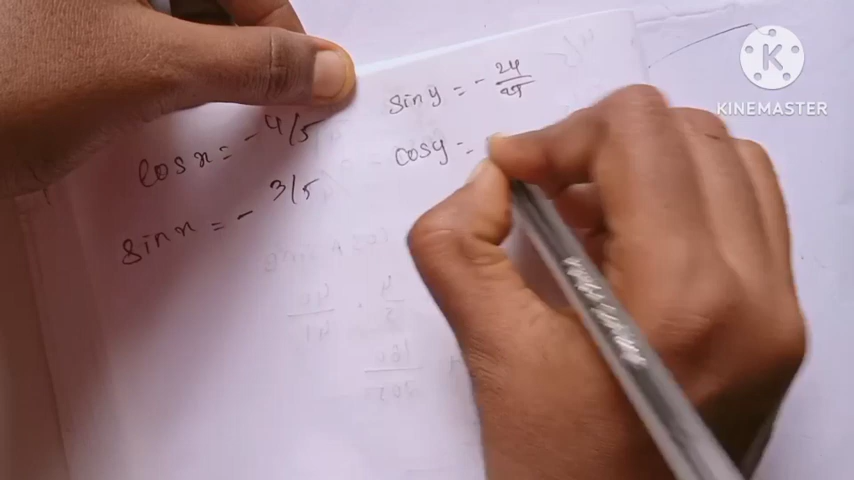 cos x = - 4/5
sin x = - 3/5
sin y = - 24/25
cos y =
KINEMASTER